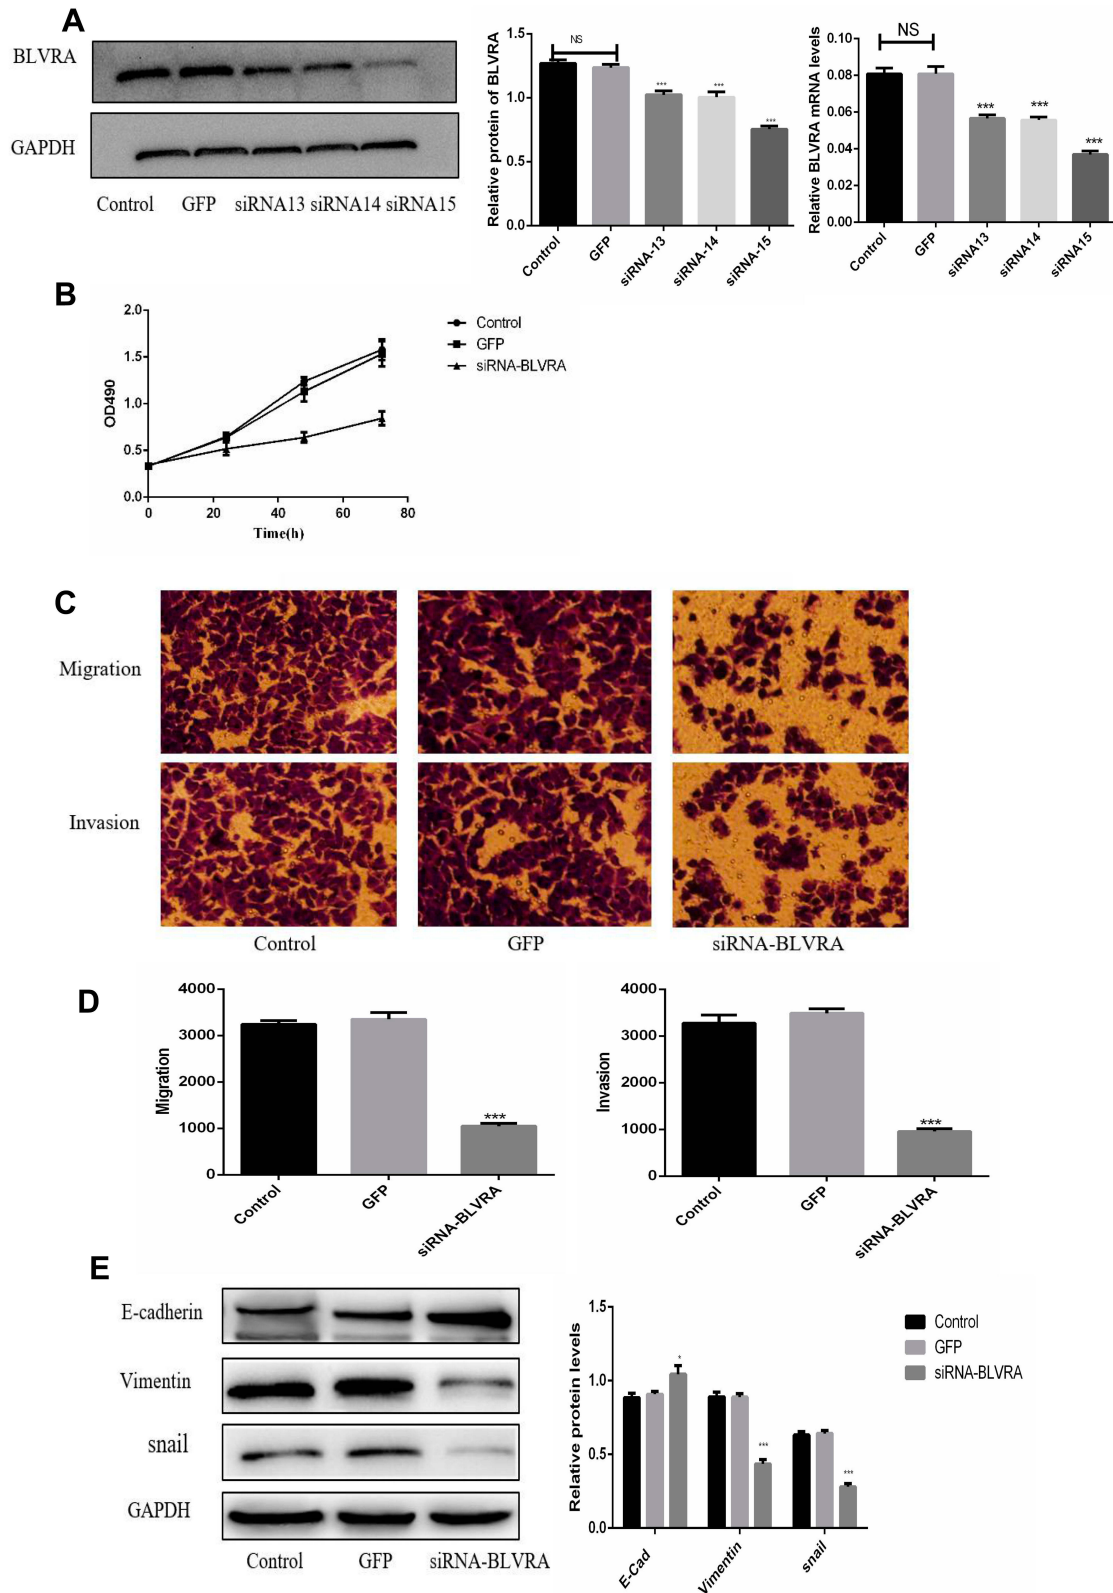 A
BLVRA
GAPDH
Control GFP siRNA13 siRNA14 siRNA15
Relative protein of BLVRA
1.5
1.0
0.5
0.0
NS
***
***
***
Control
GFP
siRNA-13
siRNA-14
siRNA-15
Relative BLVRA mRNA levels
0.10
0.08
0.06
0.04
0.02
0.00
NS
***
***
***
Control
GFP
siRNA13
siRNA14
siRNA15
B
OD490
2.0
1.5
1.0
0.5
0.0
0 20 40 60 80
Time(h)
Control
GFP
siRNA-BLVRA
C
Migration
Invasion
Control GFP siRNA-BLVRA
D
Migration
4000
3000
2000
1000
0
***
Control
GFP
siRNA-BLVRA
Invasion
4000
3000
2000
1000
0
***
Control
GFP
siRNA-BLVRA
E
E-cadherin
Vimentin
snail
GAPDH
Control GFP siRNA-BLVRA
Relative protein levels
1.5
1.0
0.5
0.0
*
***
***
E-Cad
Vimentin
snail
Control
GFP
siRNA-BLVRA